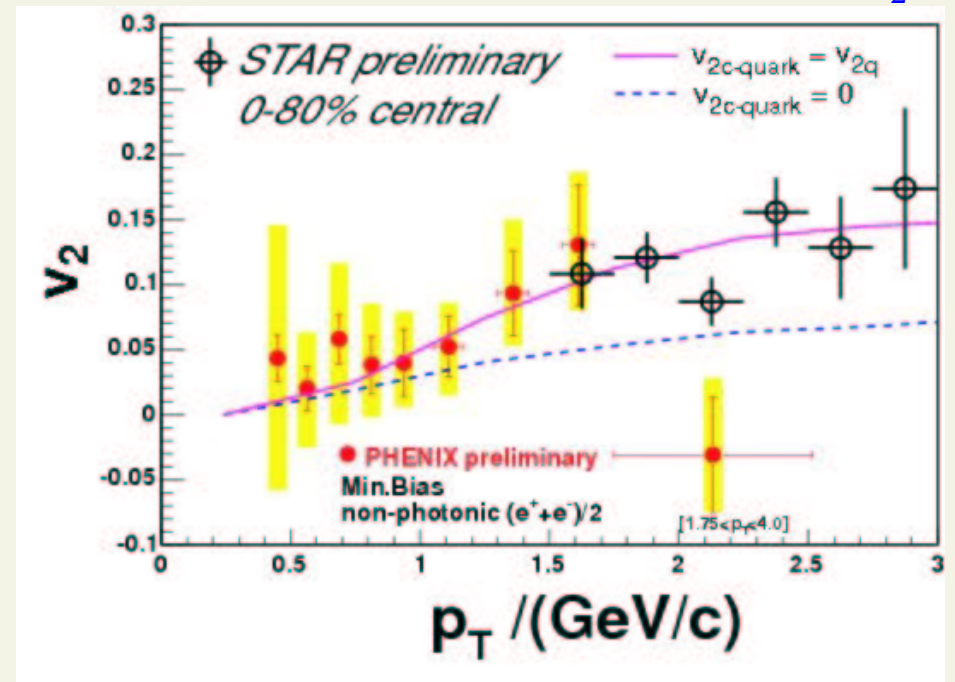 2
0.3
STAR preliminary
0-80% central
v2c-quark = v2q
v2c-quark = 0
0.25
0.2
0.15
0.1
0.05
0
-0.05
-0.1
v2
PHENIX preliminary
Min.Bias
non-photonic (e++e-)/2
[1.75<pT<4.0]
0 0.5 1 1.5 2 2.5 3
pT /(GeV/c)